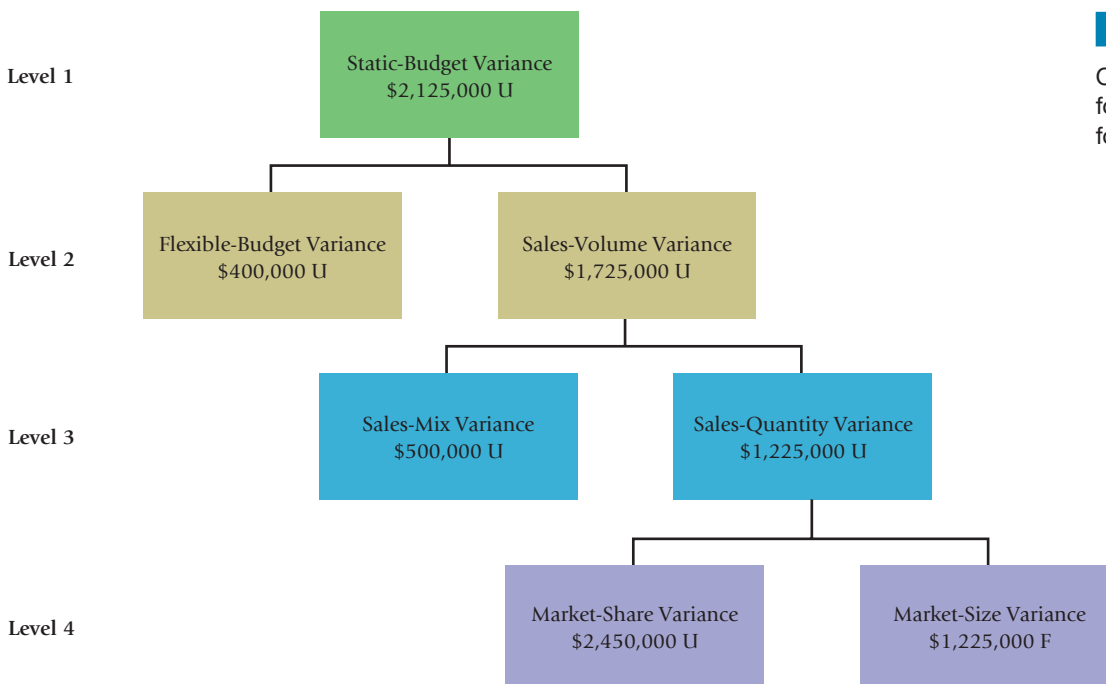 Level 1
Static-Budget Variance
$2,125,000 U
Level 2
Flexible-Budget Variance
$400,000 U
Sales-Volume Variance
$1,725,000 U
Level 3
Sales-Mix Variance
$500,000 U
Sales-Quantity Variance
$1,225,000 U
Level 4
Market-Share Variance
$2,450,000 U
Market-Size Variance
$1,225,000 F